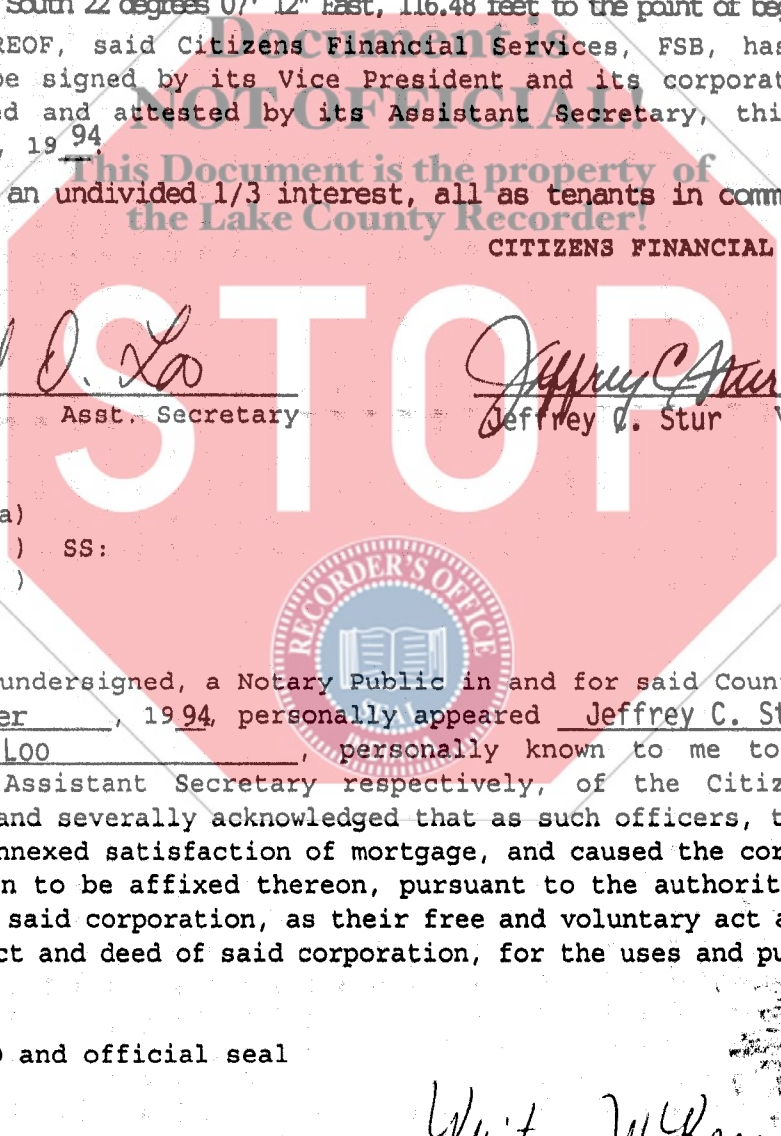 South 22 degrees 07' 12" East, 116.48 feet to the point of be
Document is
REOF, said Citizens Financial Services, FSB, has
be signed by its Vice President and its corporat
NOT OFFICIAL!
ed and attested by its Assistant Secretary, thi
, 19 94.
This Document is the property of
an undivided 1/3 interest, all as tenants in comm
the Lake County Recorder!
CITIZENS FINANCIAL
STOP
D. Loo
Jeffrey C. Stur
Asst. Secretary
Jeffrey C. Stur
a)
) SS:
)
RECORDER'S OFFICE
undersigned, a Notary Public in and for said Coun
er , 19 94, personally appeared Jeffrey C. St
SEAL
Loo , personally known to me to
INDIANA
Assistant Secretary respectively, of the Citiz
and severally acknowledged that as such officers, t
nnexed satisfaction of mortgage, and caused the cor
n to be affixed thereon, pursuant to the authorit
said corporation, as their free and voluntary act a
ct and deed of said corporation, for the uses and pu
and official seal